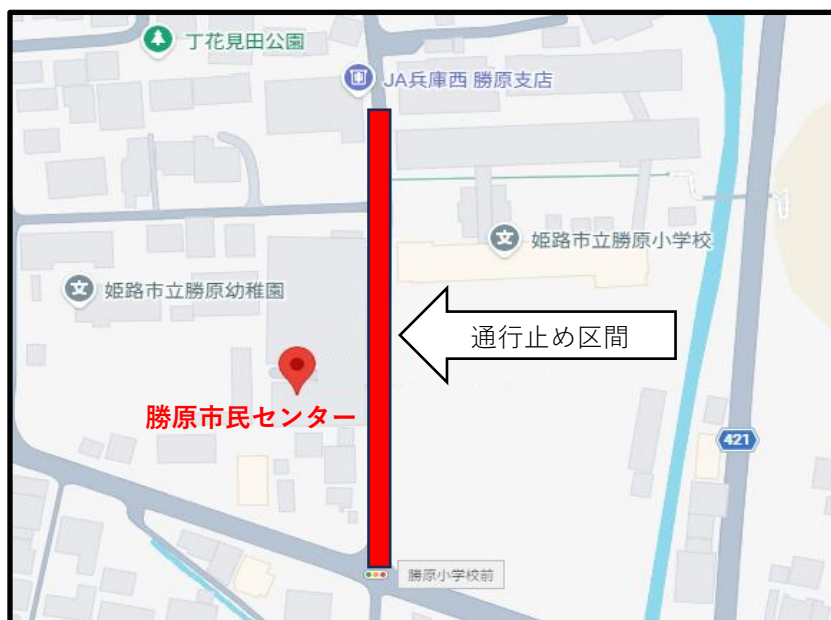 丁花見田公園
JA兵庫西 勝原支店
姫路市立勝原小学校
姫路市立勝原幼稚園
通行止め区間
勝原市民センター
421
勝原小学校前